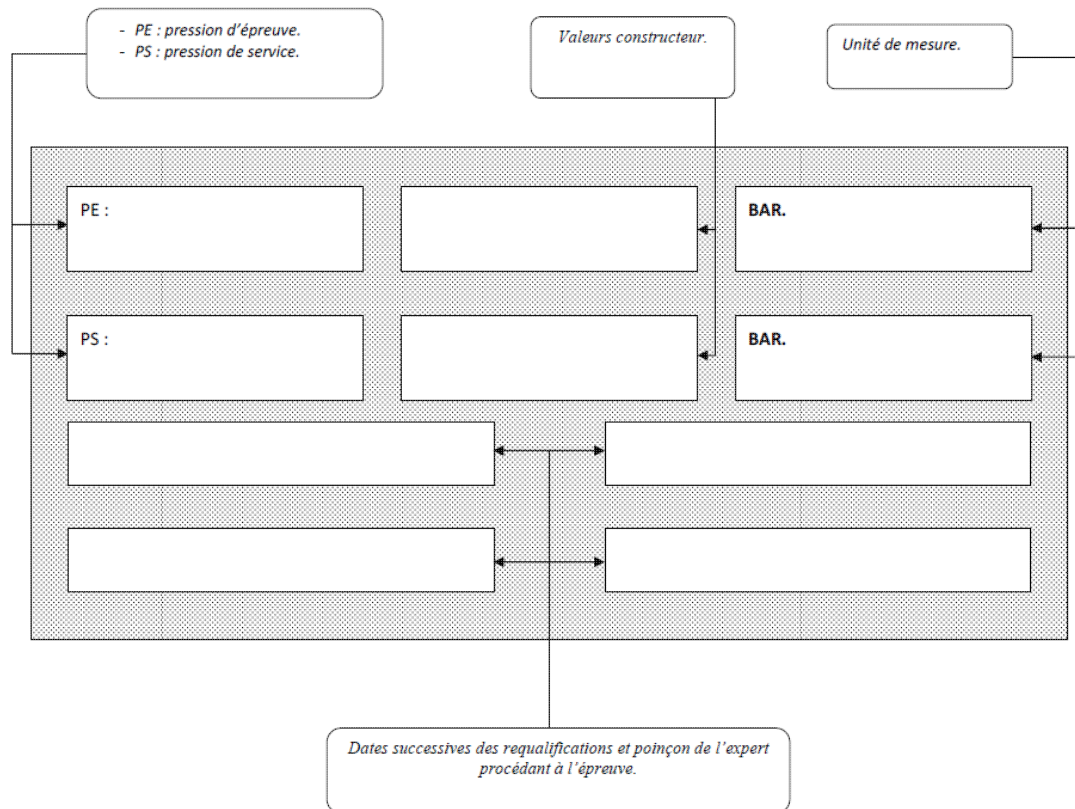 - PE : pression d'épreuve.
- PS : pression de service.
Valeurs constructeur.
Unité de mesure.
PE :
BAR.
PS :
BAR.
Dates successives des requalifications et poinçon de l'expert
procédant à l'épreuve.